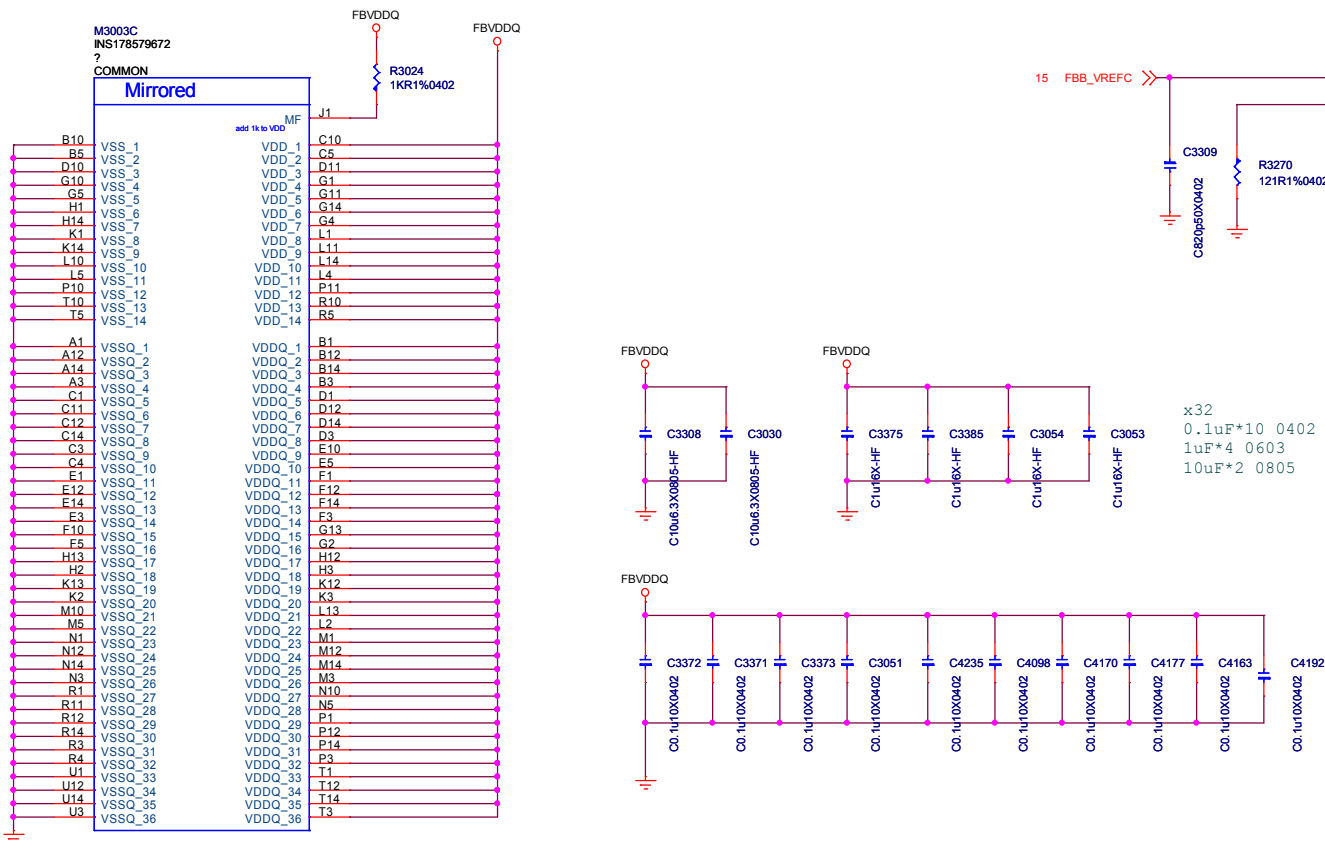 M3003C
INS178579672
?
COMMON
Mirrored
FBVDDQ
R3024
1KR1%0402
FBVDDQ
MF J1
add 1k to VDD
B10 VSS_1 VDD_1 C10
B5 VSS_2 VDD_2 C5
D10 VSS_3 VDD_3 D11
G10 VSS_4 VDD_4 G1
G5 VSS_5 VDD_5 G11
H1 VSS_6 VDD_6 G14
H14 VSS_7 VDD_7 G4
K1 VSS_8 VDD_8 L1
K14 VSS_9 VDD_9 L11
L10 VSS_10 VDD_10 L14
L5 VSS_11 VDD_11 L4
P10 VSS_12 VDD_12 P11
T10 VSS_13 VDD_13 R10
T5 VSS_14 VDD_14 R5
A1 VSSQ_1 VDDQ_1 B1
A12 VSSQ_2 VDDQ_2 B12
A14 VSSQ_3 VDDQ_3 B14
A3 VSSQ_4 VDDQ_4 B3
C1 VSSQ_5 VDDQ_5 D1
C11 VSSQ_6 VDDQ_6 D12
C12 VSSQ_7 VDDQ_7 D14
C14 VSSQ_8 VDDQ_8 D3
C3 VSSQ_9 VDDQ_9 E10
C4 VSSQ_10 VDDQ_10 E5
E1 VSSQ_11 VDDQ_11 F1
E12 VSSQ_12 VDDQ_12 F12
E14 VSSQ_13 VDDQ_13 F14
E3 VSSQ_14 VDDQ_14 F3
F10 VSSQ_15 VDDQ_15 G13
F5 VSSQ_16 VDDQ_16 G2
H13 VSSQ_17 VDDQ_17 H12
H2 VSSQ_18 VDDQ_18 H3
K13 VSSQ_19 VDDQ_19 K12
K2 VSSQ_20 VDDQ_20 K3
M10 VSSQ_21 VDDQ_21 L13
M5 VSSQ_22 VDDQ_22 L2
N1 VSSQ_23 VDDQ_23 M1
N12 VSSQ_24 VDDQ_24 M12
N14 VSSQ_25 VDDQ_25 M14
N3 VSSQ_26 VDDQ_26 M3
R1 VSSQ_27 VDDQ_27 N10
R11 VSSQ_28 VDDQ_28 N5
R12 VSSQ_29 VDDQ_29 P1
R14 VSSQ_30 VDDQ_30 P12
R3 VSSQ_31 VDDQ_31 P14
R4 VSSQ_32 VDDQ_32 P3
U1 VSSQ_33 VDDQ_33 T1
U12 VSSQ_34 VDDQ_34 T12
U14 VSSQ_35 VDDQ_35 T14
U3 VSSQ_36 VDDQ_36 T3
15 FBB_VREFC
C3309
C820p50X0402
R3270
121R1%0402
FBVDDQ
C3308
C10u6.3X0805-HF
C3030
C10u6.3X0805-HF
FBVDDQ
C3375
C1u16X-HF
C3385
C1u16X-HF
C3054
C1u16X-HF
C3053
C1u16X-HF
x32
0.1uF*10 0402
1uF*4 0603
10uF*2 0805
FBVDDQ
C3372
C0.1u10X0402
C3371
C0.1u10X0402
C3373
C0.1u10X0402
C3051
C0.1u10X0402
C4235
C0.1u10X0402
C4098
C0.1u10X0402
C4170
C0.1u10X0402
C4177
C0.1u10X0402
C4163
C0.1u10X0402
C4192
C0.1u10X0402